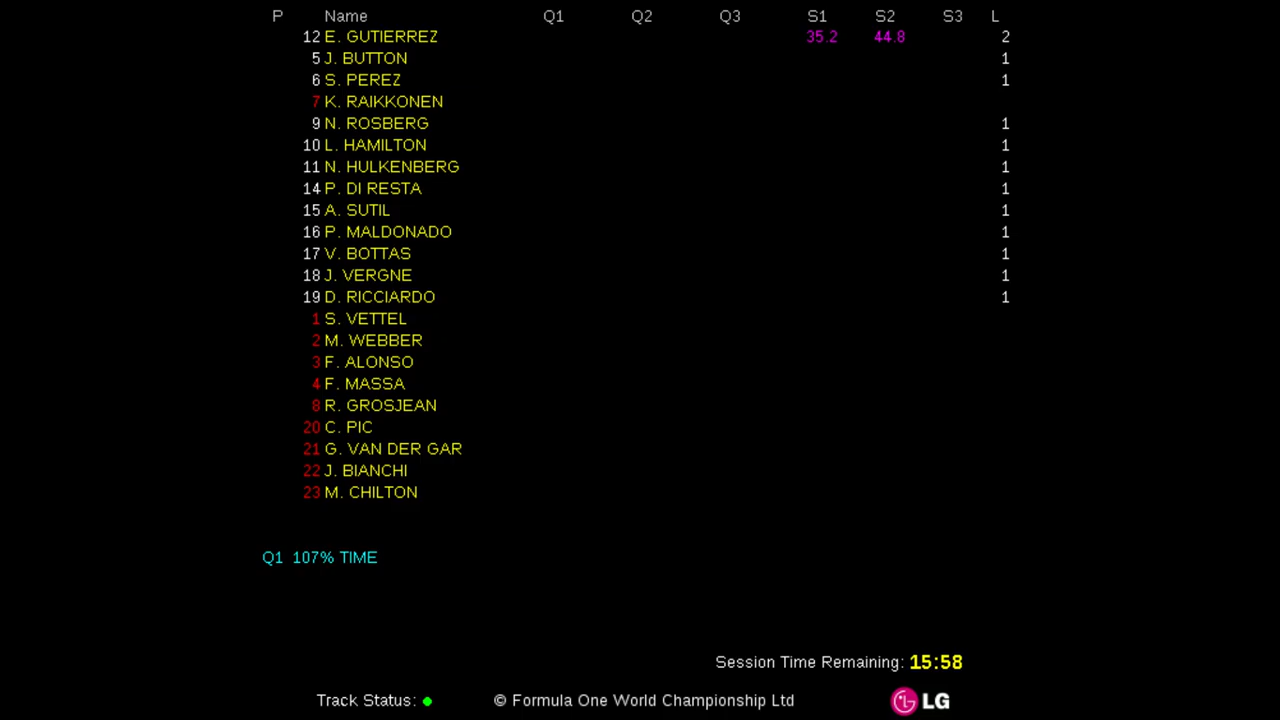 P Name Q1 Q2 Q3 S1 S2 S3 L
12 E. GUTIERREZ 35.2 44.8 2
5 J. BUTTON 1
6 S. PEREZ 1
7 K. RAIKKONEN
9 N. ROSBERG 1
10 L. HAMILTON 1
11 N. HULKENBERG 1
14 P. DI RESTA 1
15 A. SUTIL 1
16 P. MALDONADO 1
17 V. BOTTAS 1
18 J. VERGNE 1
19 D. RICCIARDO 1
1 S. VETTEL
2 M. WEBBER
3 F. ALONSO
4 F. MASSA
8 R. GROSJEAN
20 C. PIC
21 G. VAN DER GAR
22 J. BIANCHI
23 M. CHILTON
Q1 107% TIME
Session Time Remaining: 15:58
Track Status: © Formula One World Championship Ltd LG